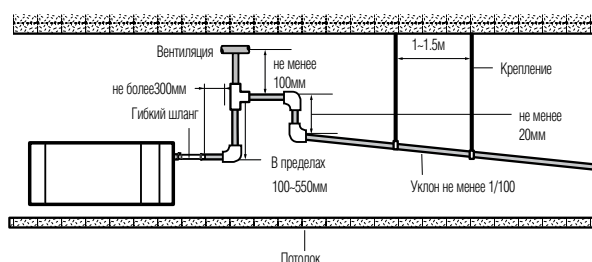 Вентиляция
не менее
100мм
1~1.5м
Крепление
не более300мм
Гибкий шланг
не менее
20мм
В пределах
100~550мм
Уклон не менее 1/100
Потолок